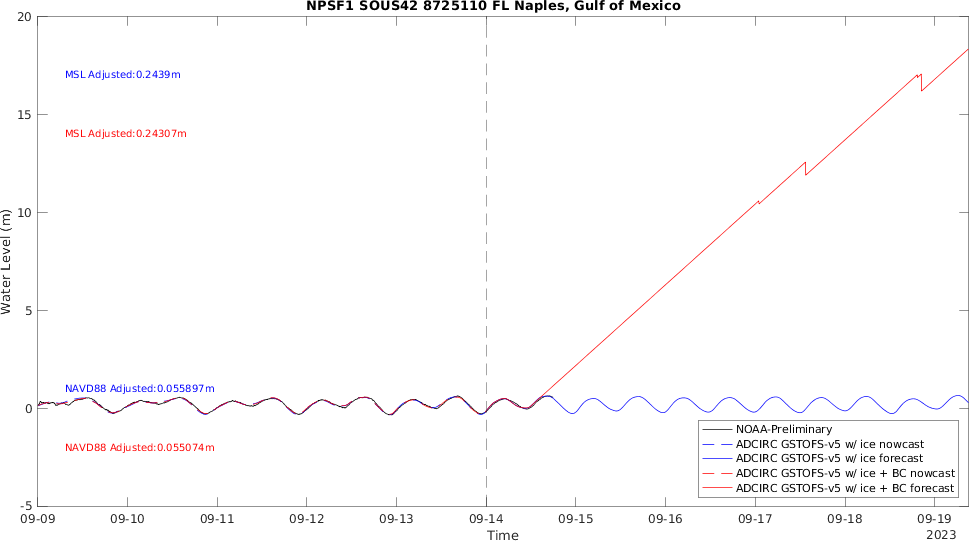 NPSF1 SOUS42 8725110 FL Naples, Gulf of Mexico
20
15
10
5
0
-5
Water Level (m)
MSL Adjusted:0.2439m
MSL Adjusted:0.24307m
NAVD88 Adjusted:0.055897m
NAVD88 Adjusted:0.055074m
NOAA-Preliminary
ADCIRC GSTOFS-v5 w/ ice nowcast
ADCIRC GSTOFS-v5 w/ ice forecast
ADCIRC GSTOFS-v5 w/ ice + BC nowcast
ADCIRC GSTOFS-v5 w/ ice + BC forecast
09-09 09-10 09-11 09-12 09-13 09-14 09-15 09-16 09-17 09-18 09-19
2023
Time